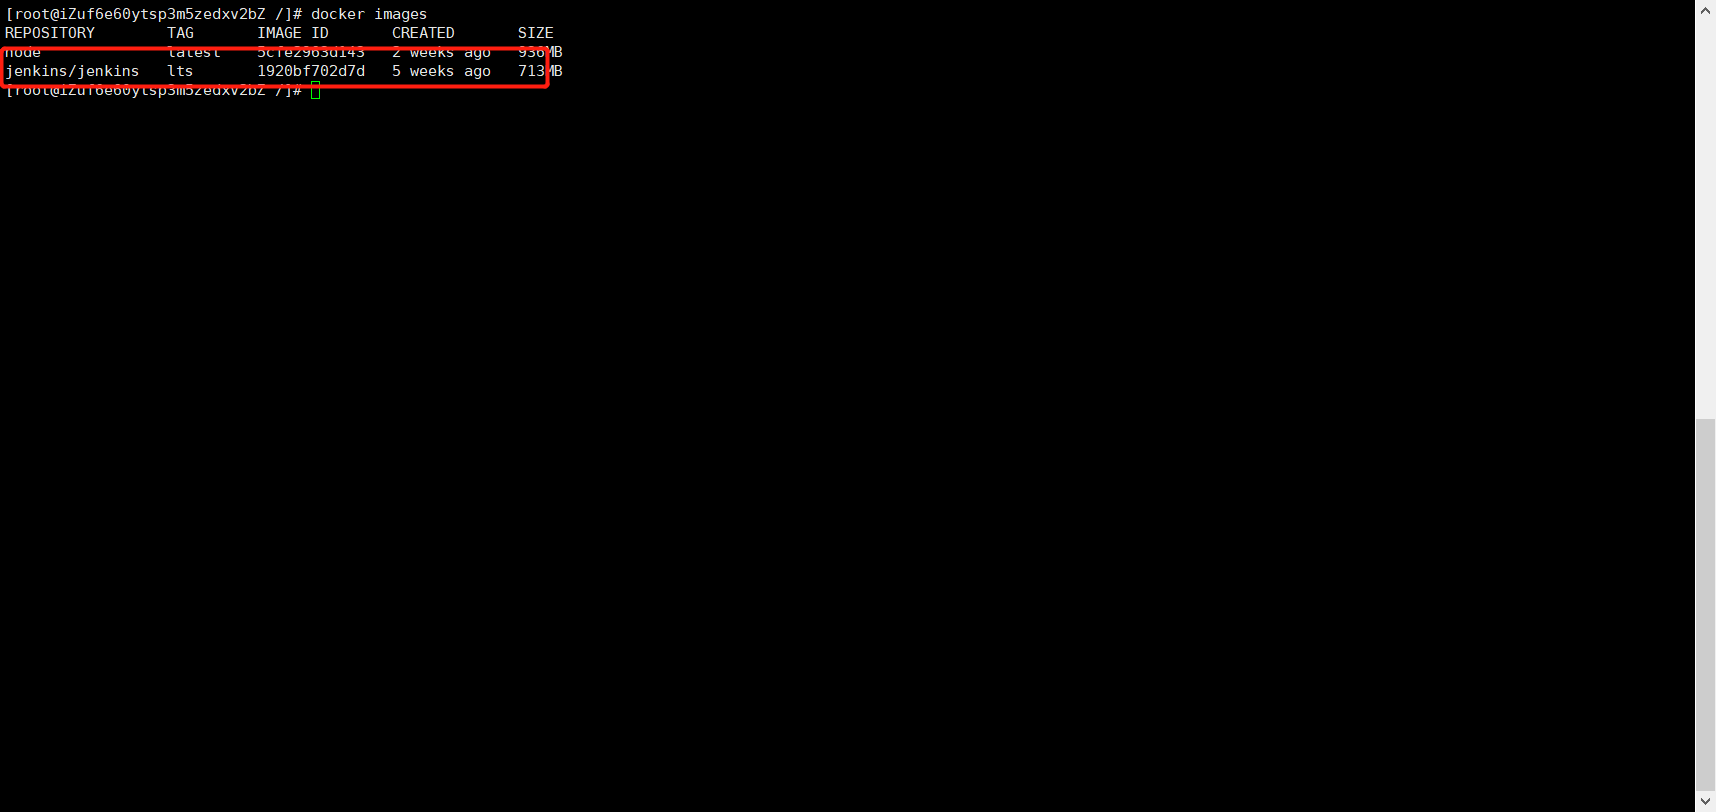 [root@iZuf6e60ytsp3m5zedxv2bZ /]# docker images
REPOSITORY TAG IMAGE ID CREATED SIZE
node latest 5cfe2963d143 2 weeks ago 936MB
jenkins/jenkins lts 1920bf702d7d 5 weeks ago 713MB
[root@iZuf6e60ytsp3m5zedxv2bZ /]#